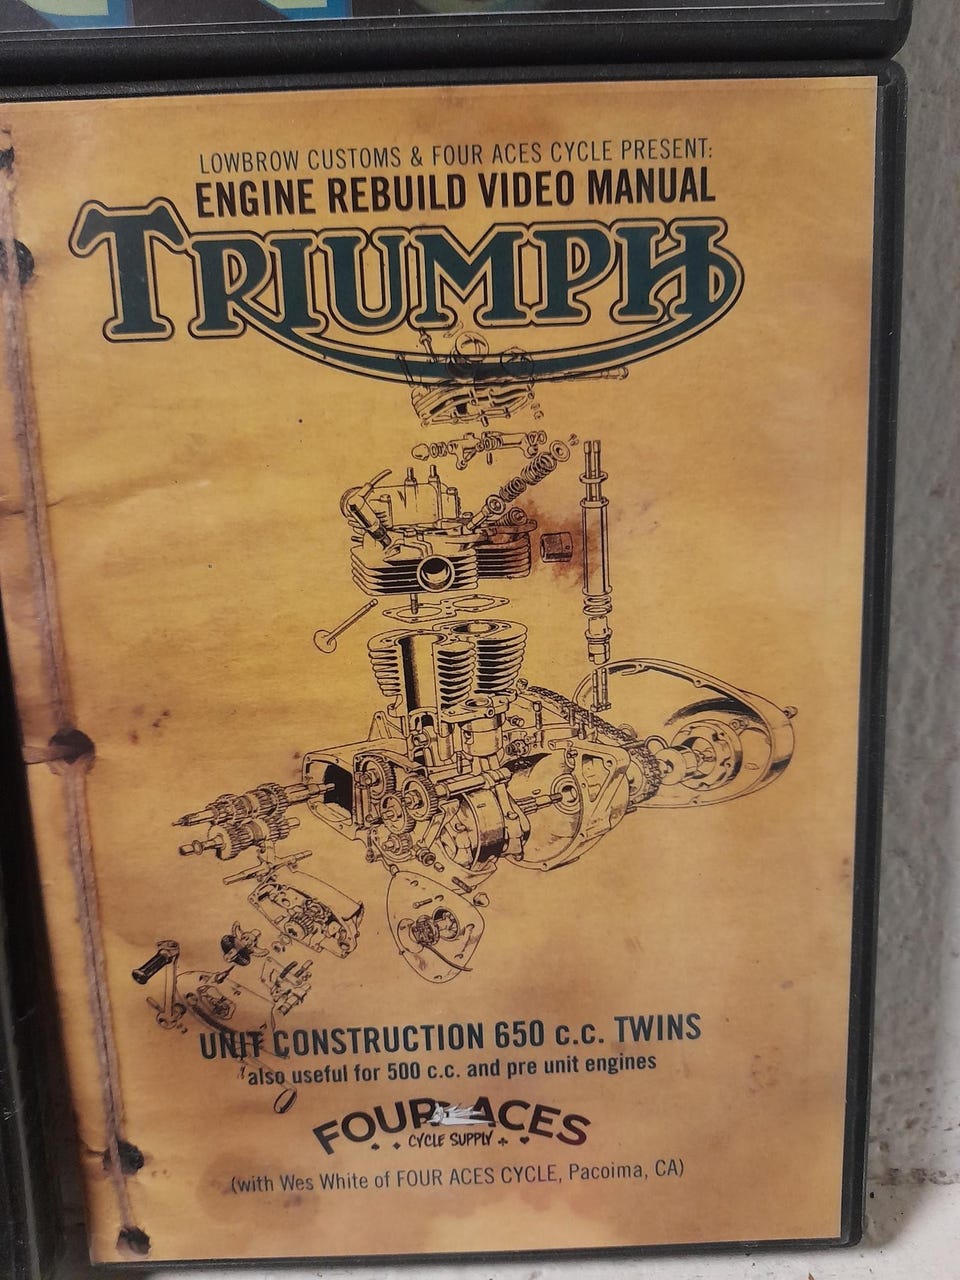 LOWBROW CUSTOMS & FOUR ACES CYCLE PRESENT:
ENGINE REBUILD VIDEO MANUAL
TRIUMPH
UNIT CONSTRUCTION 650 c.c. TWINS
also useful for 500 c.c. and pre unit engines
FOUR ACES
CYCLE SUPPLY
(with Wes White of FOUR ACES CYCLE, Pacoima, CA)